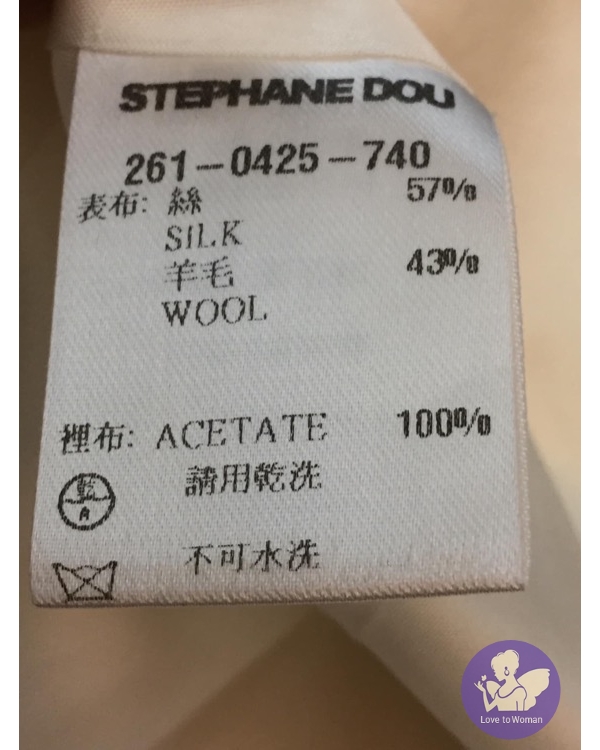 STEPHANE DOU
261-0425-740
表布: 絲 57%
SILK
羊毛 43%
WOOL
裡布: ACETATE 100%
乾 請用乾洗
A
不可水洗
Love to Woman